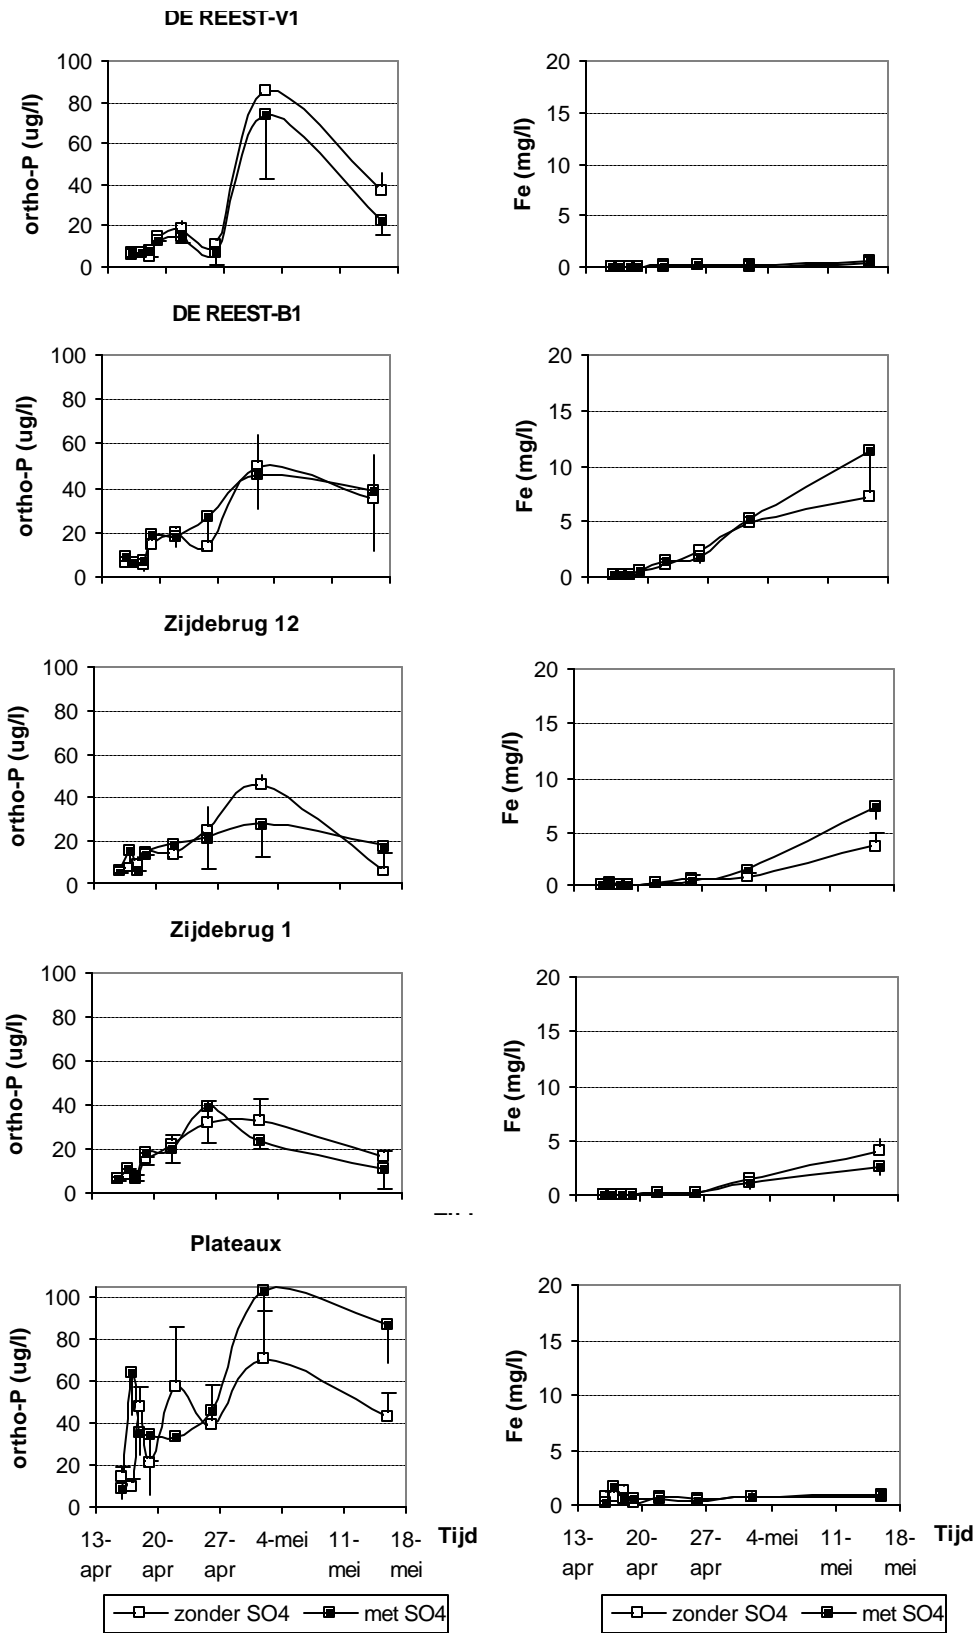 DE REEST-V1
ortho-P (ug/l)
100
80
60
40
20
0
Fe (mg/l)
20
15
10
5
0
DE REEST-B1
ortho-P (ug/l)
100
80
60
40
20
0
Fe (mg/l)
20
15
10
5
0
Zijdebrug 12
ortho-P (ug/l)
100
80
60
40
20
0
Fe (mg/l)
20
15
10
5
0
Zijdebrug 1
ortho-P (ug/l)
100
80
60
40
20
0
Fe (mg/l)
20
15
10
5
0
Tijd
Plateaux
ortho-P (ug/l)
100
80
60
40
20
0
13-apr 20-apr 27-apr 4-mei 11-mei 18-mei
Tijd
Fe (mg/l)
20
15
10
5
0
13-apr 20-apr 27-apr 4-mei 11-mei 18-mei
Tijd
zonder SO4 met SO4
zonder SO4 met SO4